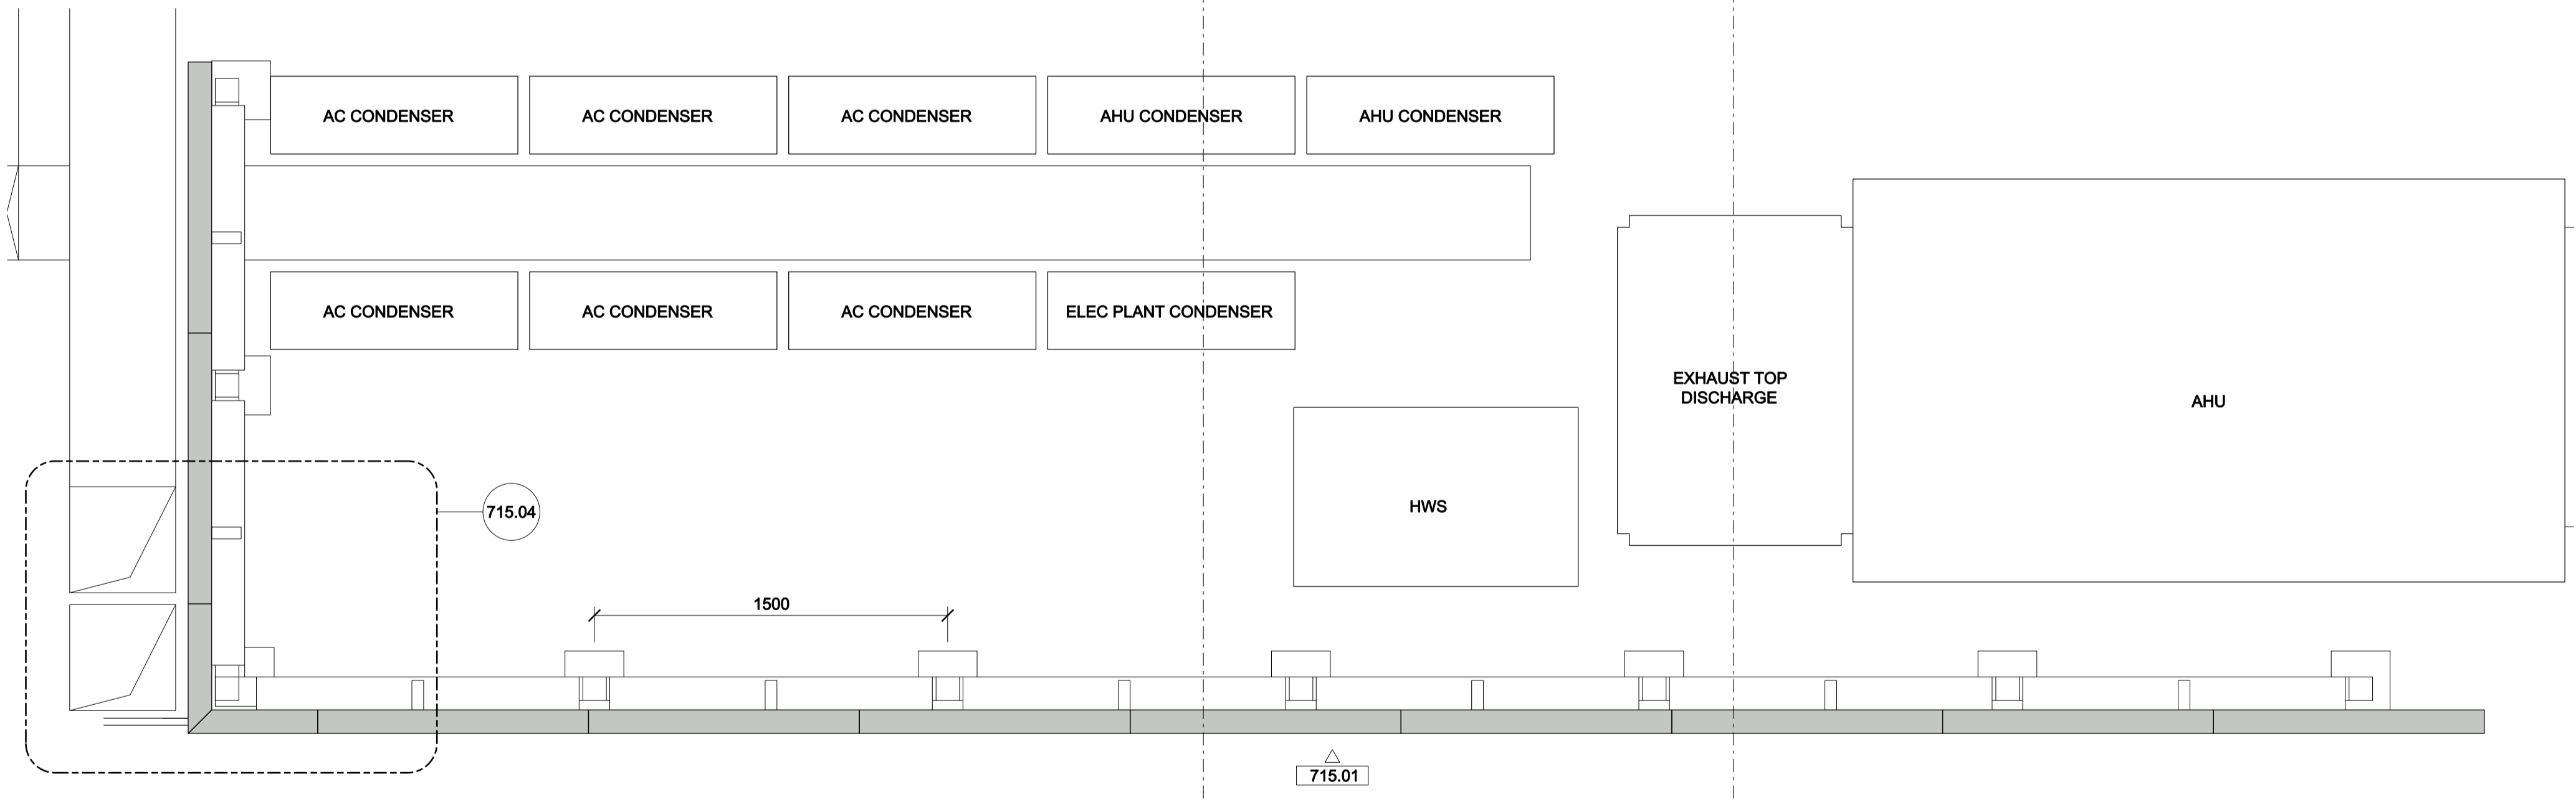 AC CONDENSER
AC CONDENSER
AC CONDENSER
AHU CONDENSER
AHU CONDENSER
AC CONDENSER
AC CONDENSER
AC CONDENSER
ELEC PLANT CONDENSER
EXHAUST TOP
DISCHARGE
AHU
HWS
715.04
1500
715.01